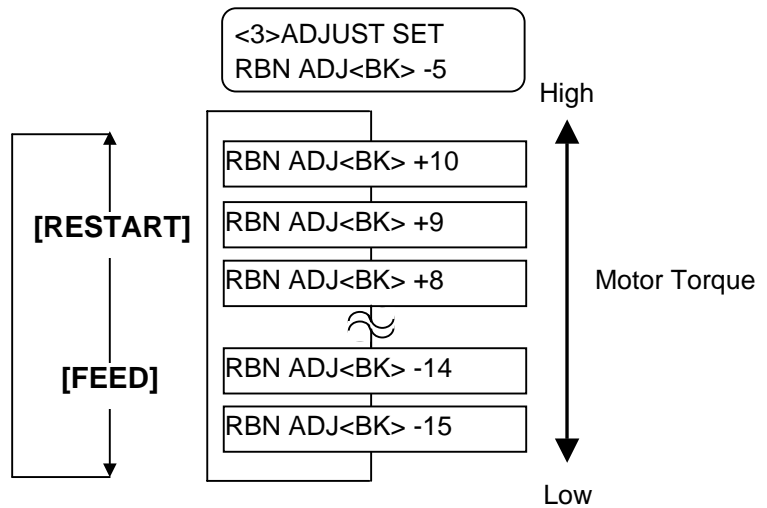 <3>ADJUST SET
RBN ADJ<BK> -5
High
RBN ADJ<BK> +10
[RESTART]
RBN ADJ<BK> +9
RBN ADJ<BK> +8
Motor Torque
[FEED]
RBN ADJ<BK> -14
RBN ADJ<BK> -15
Low